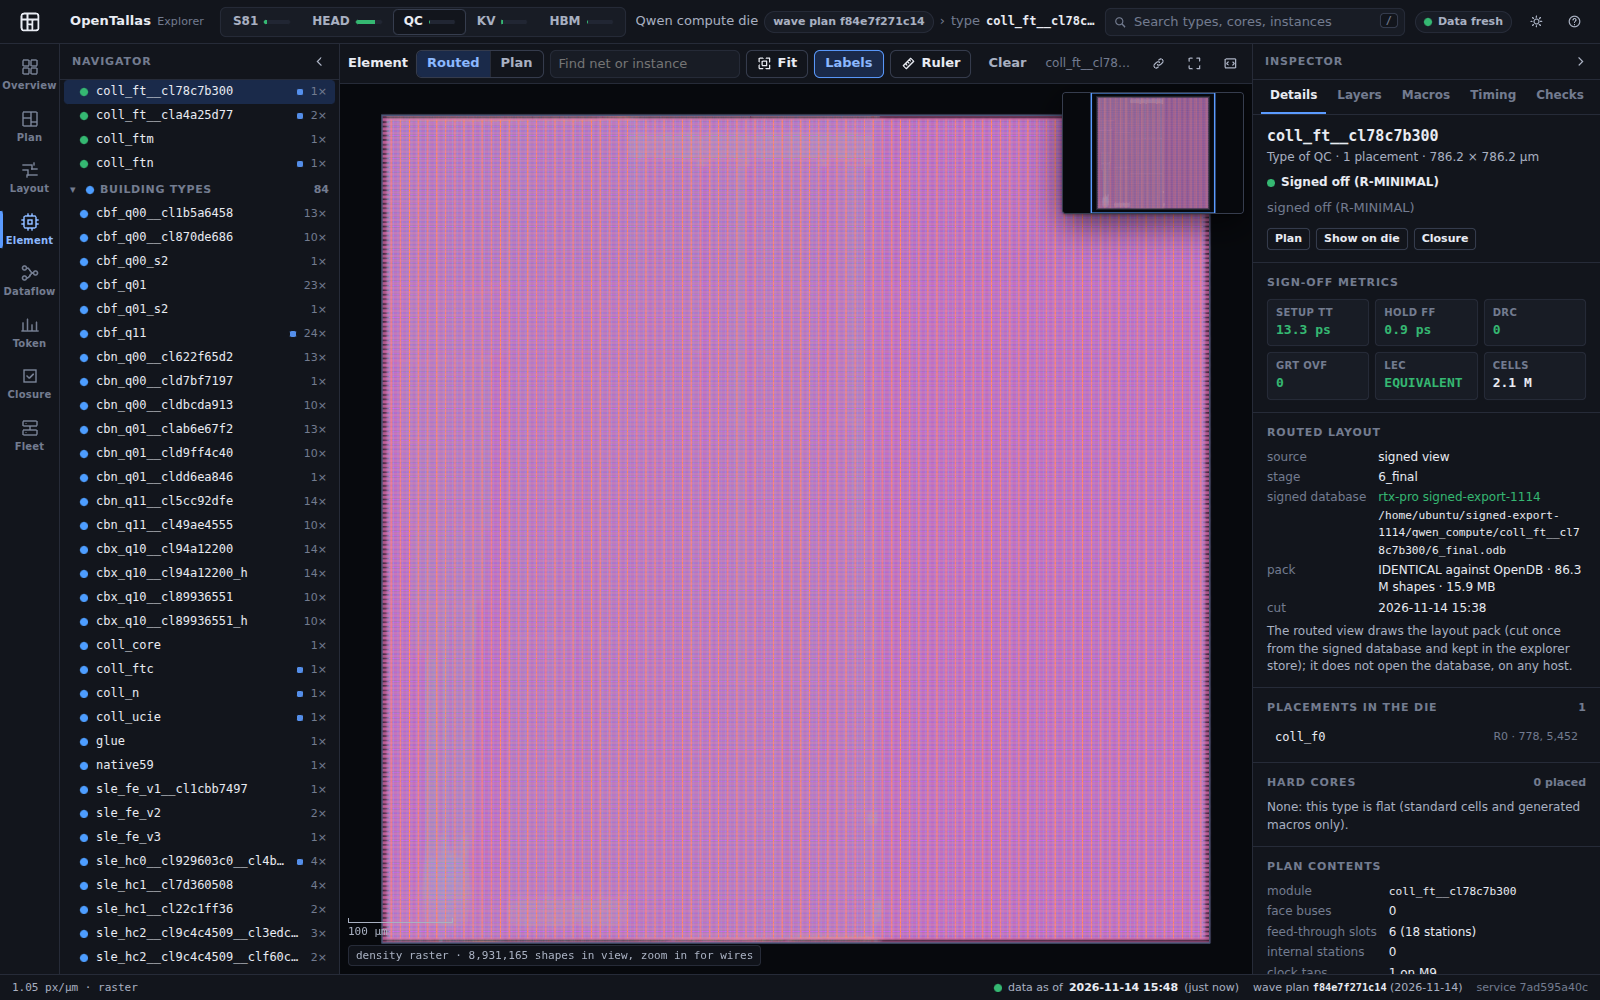 OpenTallas Explorer
S81 HEAD QC KV HBM
Qwen compute die wave plan f84e7f271c14 › type coll_ft__cl78c…
Search types, cores, instances /
Data fresh
Overview
Plan
Layout
Element
Dataflow
Token
Closure
Fleet
NAVIGATOR
coll_ft__cl78c7b300 1×
coll_ft__cla4a25d77 2×
coll_ftm 1×
coll_ftn 1×
BUILDING TYPES 84
cbf_q00__cl1b5a6458 13×
cbf_q00__cl870de686 10×
cbf_q00_s2 1×
cbf_q01 23×
cbf_q01_s2 1×
cbf_q11 24×
cbn_q00__cl622f65d2 13×
cbn_q00__cld7bf7197 1×
cbn_q00__cldbcda913 10×
cbn_q01__clab6e67f2 13×
cbn_q01__cld9ff4c40 10×
cbn_q01__cldd6ea846 1×
cbn_q11__cl5cc92dfe 14×
cbn_q11__cl49ae4555 10×
cbx_q10__cl94a12200 14×
cbx_q10__cl94a12200_h 14×
cbx_q10__cl89936551 10×
cbx_q10__cl89936551_h 10×
coll_core 1×
coll_ftc 1×
coll_n 1×
coll_ucie 1×
glue 1×
native59 1×
sle_fe_v1__cl1cbb7497 1×
sle_fe_v2 2×
sle_fe_v3 1×
sle_hc0__cl929603c0__cl4b… 4×
sle_hc1__cl7d360508 4×
sle_hc1__cl22c1ff36 2×
sle_hc2__cl9c4c4509__cl3edc… 3×
sle_hc2__cl9c4c4509__clf60c… 2×
Element Routed Plan Find net or instance Fit Labels Ruler Clear coll_ft__cl78…
100 µm
density raster · 8,931,165 shapes in view, zoom in for wires
INSPECTOR
Details Layers Macros Timing Checks
coll_ft__cl78c7b300
Type of QC · 1 placement · 786.2 × 786.2 µm
Signed off (R-MINIMAL)
signed off (R-MINIMAL)
Plan Show on die Closure
SIGN-OFF METRICS
SETUP TT HOLD FF DRC
13.3 ps 0.9 ps 0
GRT OVF LEC CELLS
0 EQUIVALENT 2.1 M
ROUTED LAYOUT
source signed view
stage 6_final
signed database rtx-pro signed-export-1114
/home/ubuntu/signed-export-
1114/qwen_compute/coll_ft__cl7
8c7b300/6_final.odb
pack IDENTICAL against OpenDB · 86.3
M shapes · 15.9 MB
cut 2026-11-14 15:38
The routed view draws the layout pack (cut once
from the signed database and kept in the explorer
store); it does not open the database, on any host.
PLACEMENTS IN THE DIE 1
coll_f0 R0 · 778, 5,452
HARD CORES 0 placed
None: this type is flat (standard cells and generated
macros only).
PLAN CONTENTS
module coll_ft__cl78c7b300
face buses 0
feed-through slots 6 (18 stations)
internal stations 0
clock taps 1 on M9
1.05 px/µm · raster
data as of 2026-11-14 15:48 (just now) wave plan f84e7f271c14 (2026-11-14) service 7ad595a40c